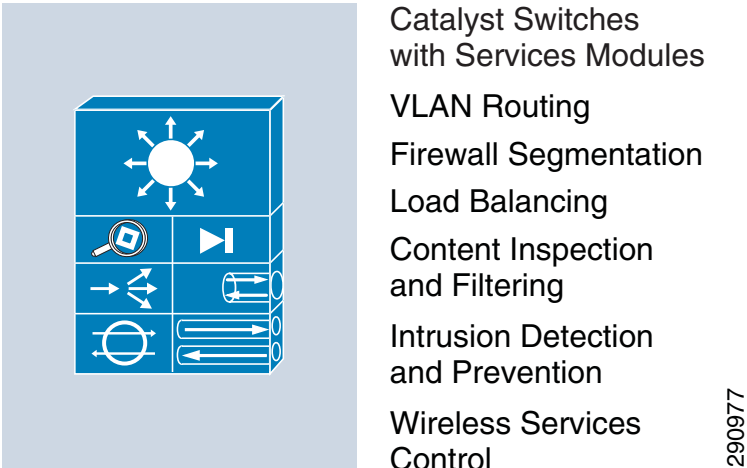 Catalyst Switches
with Services Modules
VLAN Routing
Firewall Segmentation
Load Balancing
Content Inspection
and Filtering
Intrusion Detection
and Prevention
Wireless Services
Control
290977